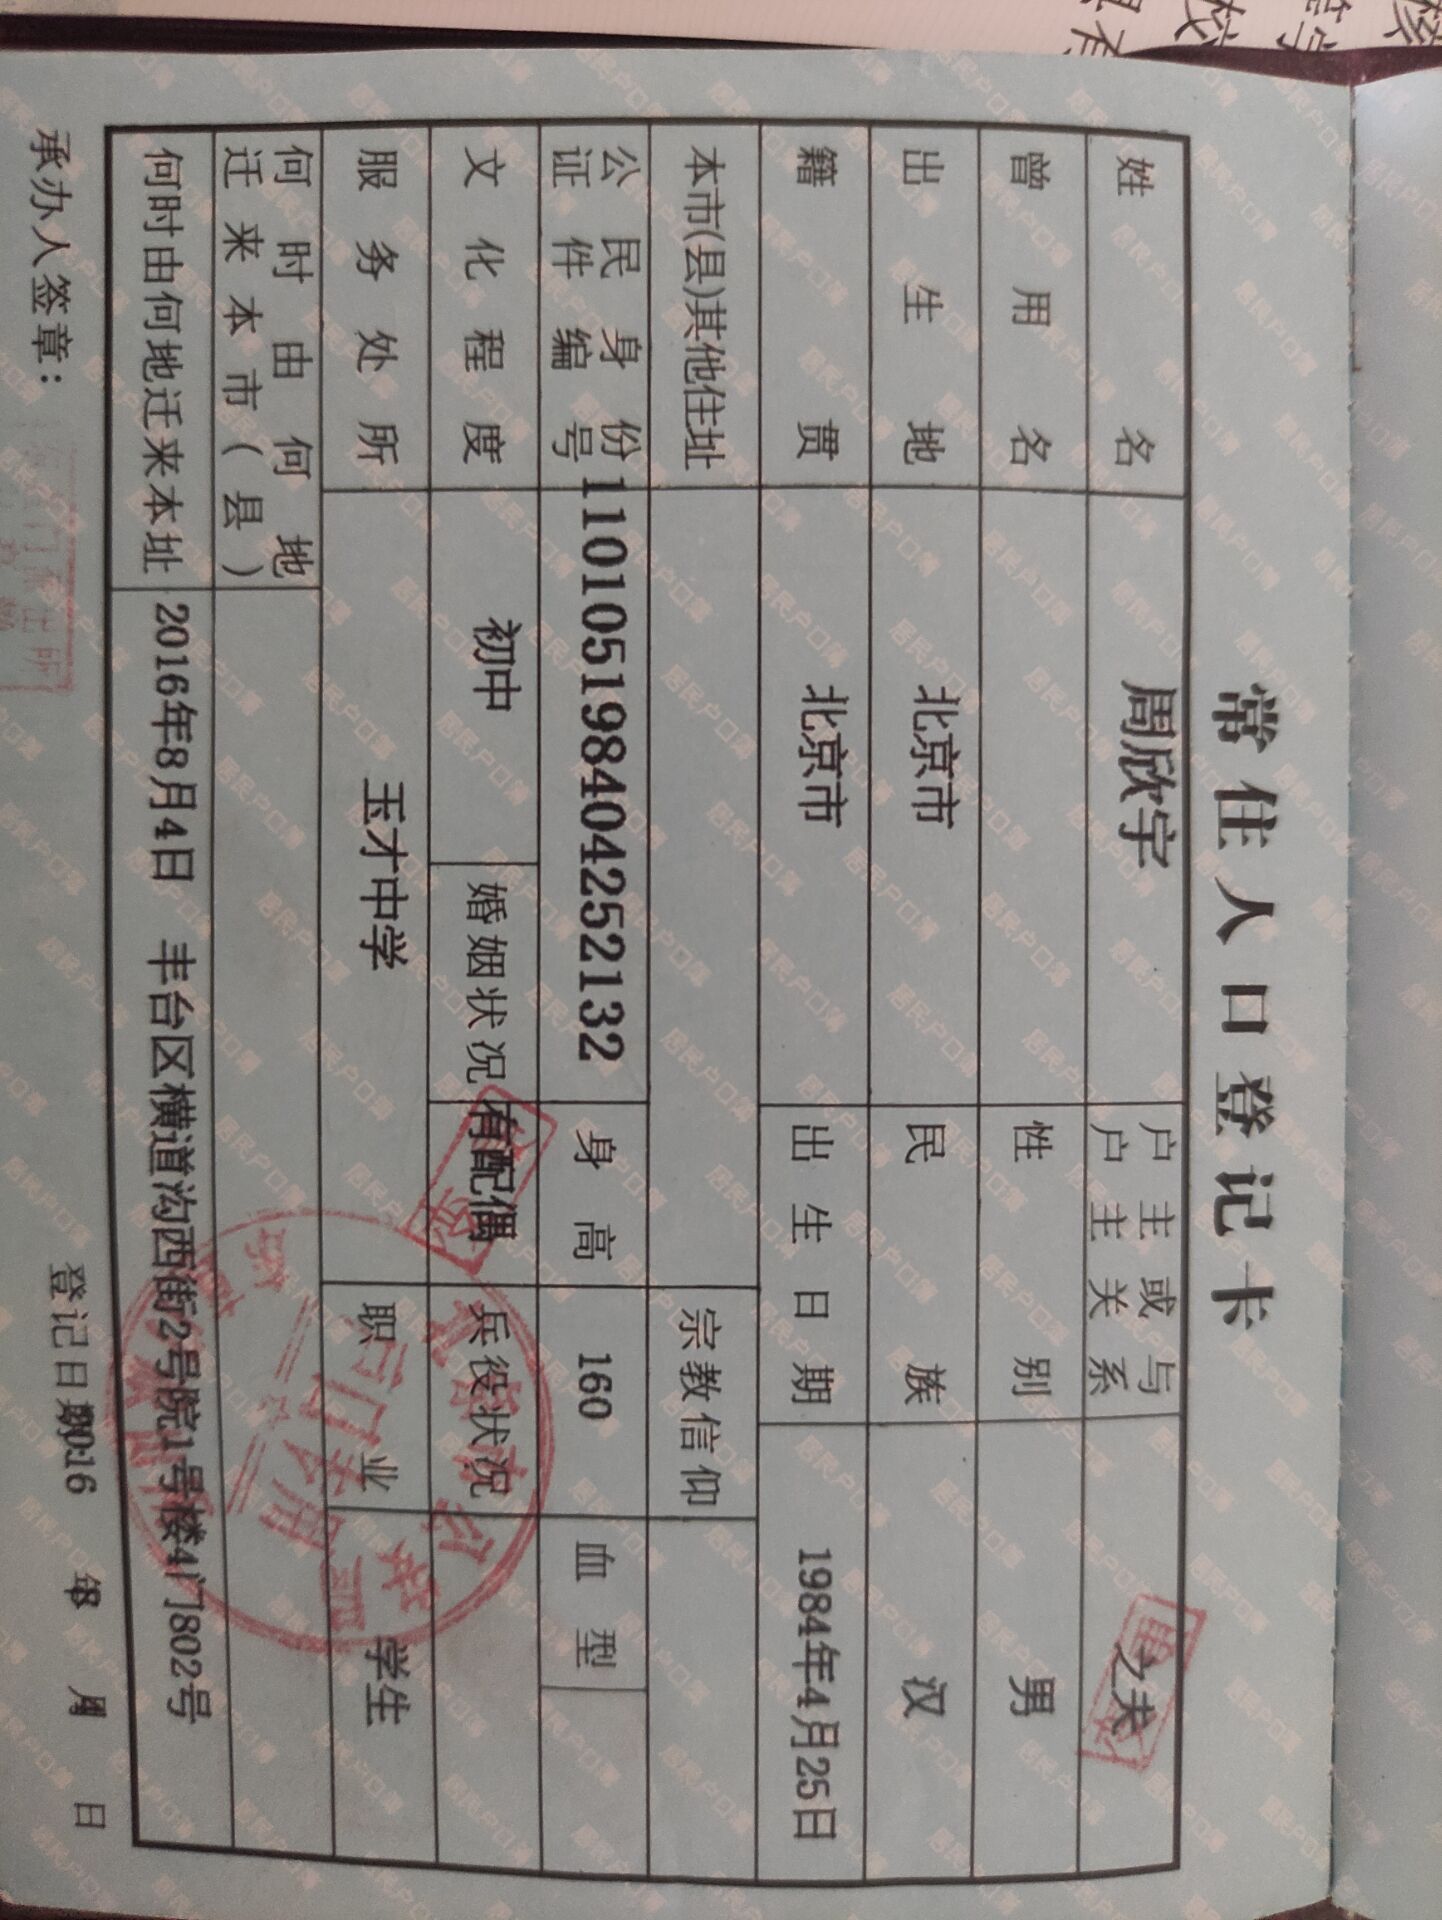 常住人口登记卡
姓名 周欣宇 户主或与户主关系 之夫
曾用名 性别 男
出生地 北京市 民族 汉
籍贯 北京市 出生日期 1984年4月25日
本市(县)其他住址 宗教信仰
公民身份证件编号 110105198404252132 身高 160 血型
文化程度 初中 婚姻状况 有配偶 兵役状况
服务处所 玉才中学 职业 学生
何时由何地迁来本市(县)
何时由何地迁来本址 2016年8月4日 丰台区横道沟西街2号院1号楼4门802号
承办人签章： 登记日期:2016年8月 日